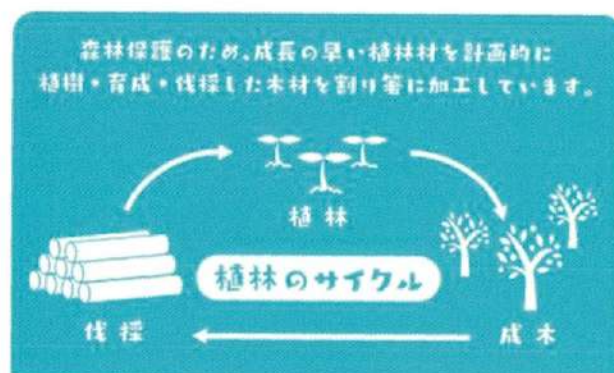 森林保護のため、成長の早い植林材を計画的に
植樹・育成・伐採した木材を割り箸に加工しています。
植林
植林のサイクル
伐採
成木